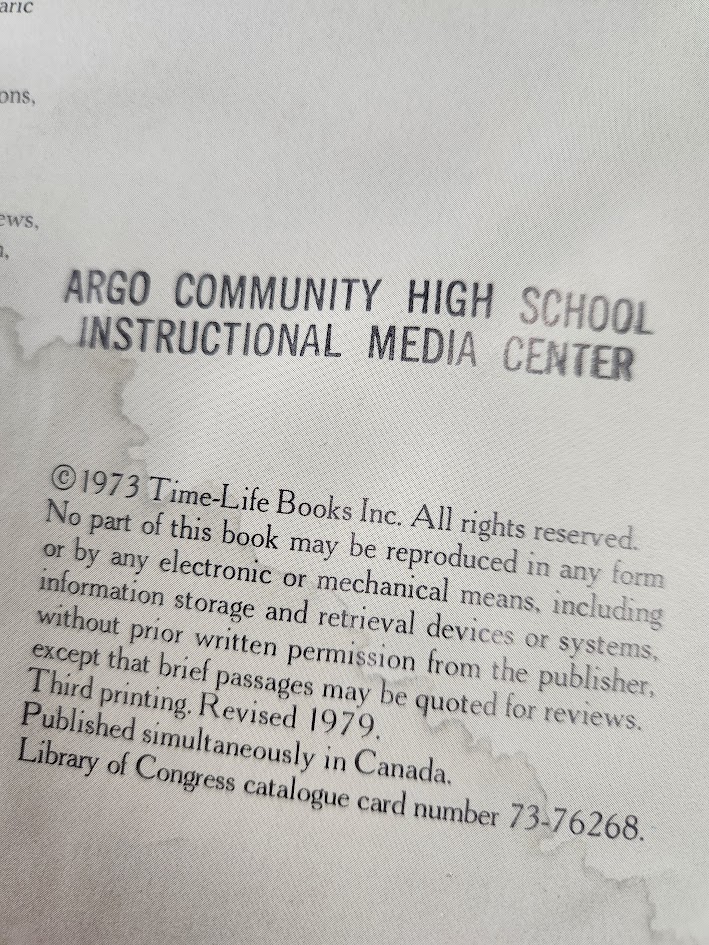 ons,
ews,
ARGO COMMUNITY HIGH SCHOOL
INSTRUCTIONAL MEDIA CENTER
©1973 Time-Life Books Inc. All rights reserved.
No part of this book may be reproduced in any form
or by any electronic or mechanical means, including
information storage and retrieval devices or systems,
without prior written permission from the publisher,
except that brief passages may be quoted for reviews.
Third printing. Revised 1979.
Published simultaneously in Canada.
Library of Congress catalogue card number 73-76268.